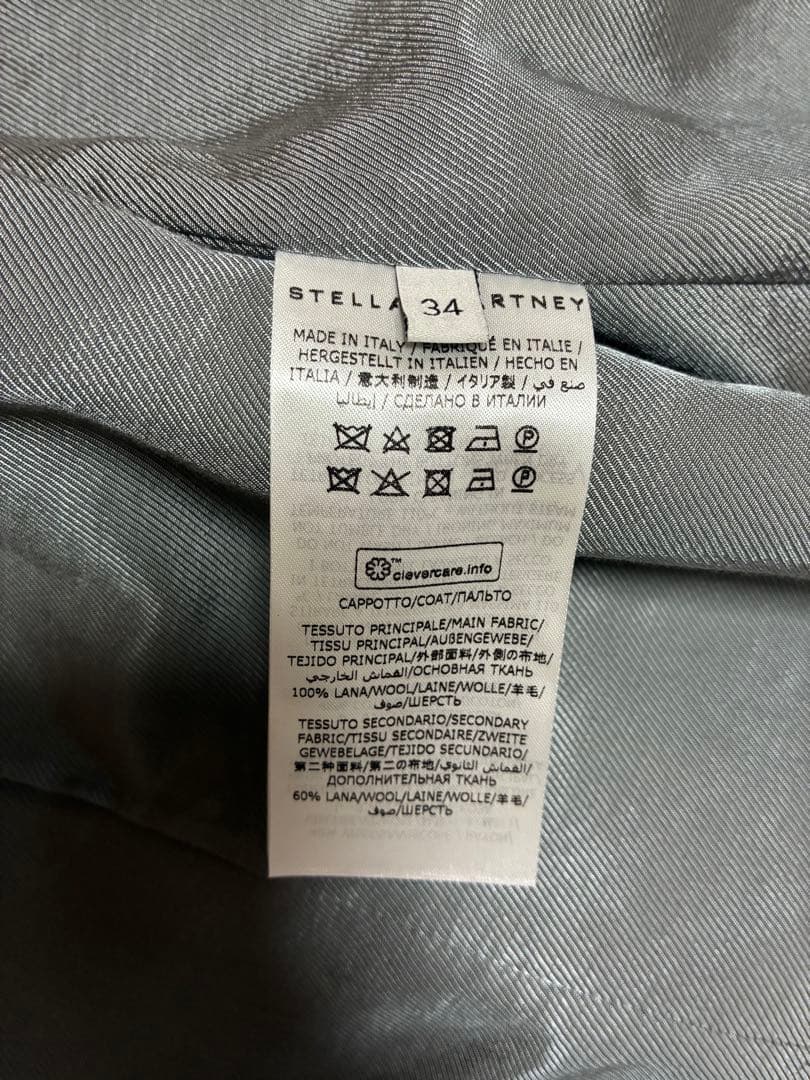 STELLA RTNEY
34
MADE IN ITALY / FABRIQUÉ EN ITALIE /
HERGESTELLT IN ITALIEN / HECHO EN
ITALIA / 意大利制造 / イタリア製 / صنع في
إيطاليا / СДЕЛАНО В ИТАЛИИ
clevercare.info
CAPPOTTO/COAT/ПАЛЬТО
TESSUTO PRINCIPALE/MAIN FABRIC/
TISSU PRINCIPAL/AUßENGEWEBE/
TEJIDO PRINCIPAL/外部面料/外側の布地/
القماش الخارجي/ОСНОВНАЯ ТКАНЬ
100% LANA/WOOL/LAINE/WOLLE/羊毛/
صوف/ШЕРСТЬ
TESSUTO SECONDARIO/SECONDARY
FABRIC/TISSU SECONDAIRE/ZWEITE
GEWEBELAGE/TEJIDO SECUNDARIO/
第二种面料/第二の布地/القماش الثانوي/
ДОПОЛНИТЕЛЬНАЯ ТКАНЬ
60% LANA/WOOL/LAINE/WOLLE/羊毛/
صوف/ШЕРСТЬ